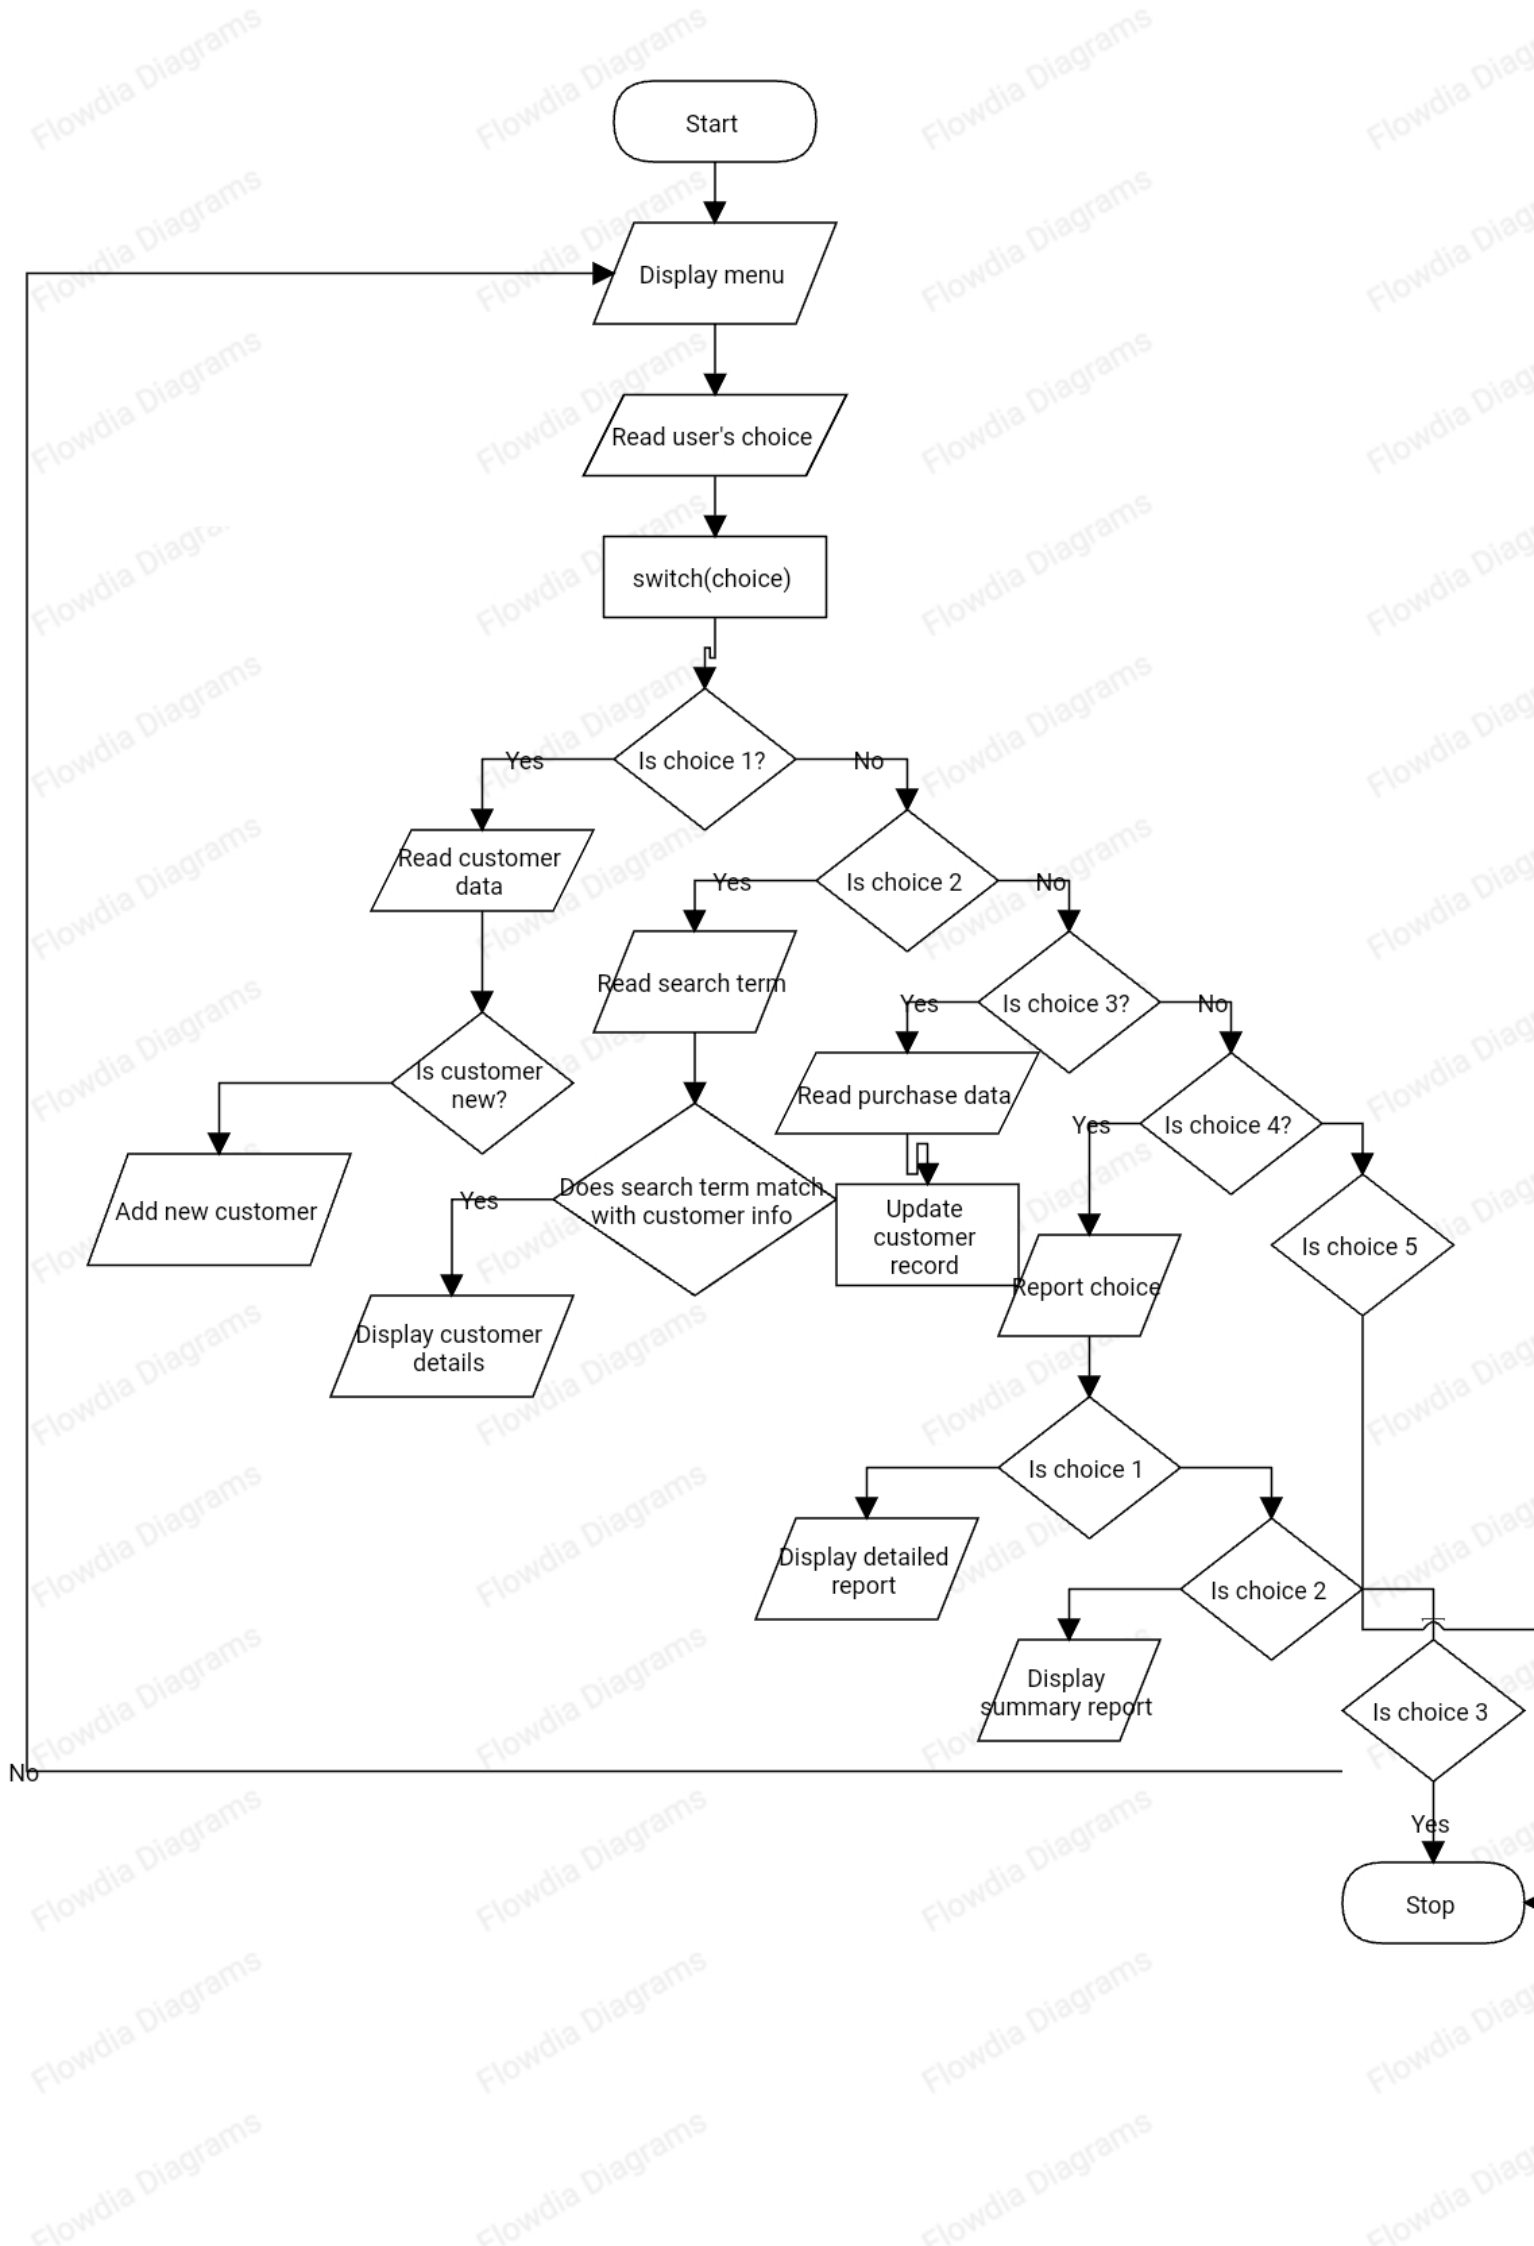 Start
Display menu
Read user's choice
switch(choice)
Is choice 1?
Yes
No
Read customer
data
Is choice 2
Yes
No
Read search term
Is choice 3?
Yes
No
Is customer
new?
Read purchase data
Is choice 4?
Yes
Add new customer
Does search term match
with customer info
Yes
Update
customer
record
Is choice 5
Report choice
Display customer
details
Is choice 1
Display detailed
report
Is choice 2
Display
summary report
Is choice 3
No
Yes
Stop
Flowdia Diagrams